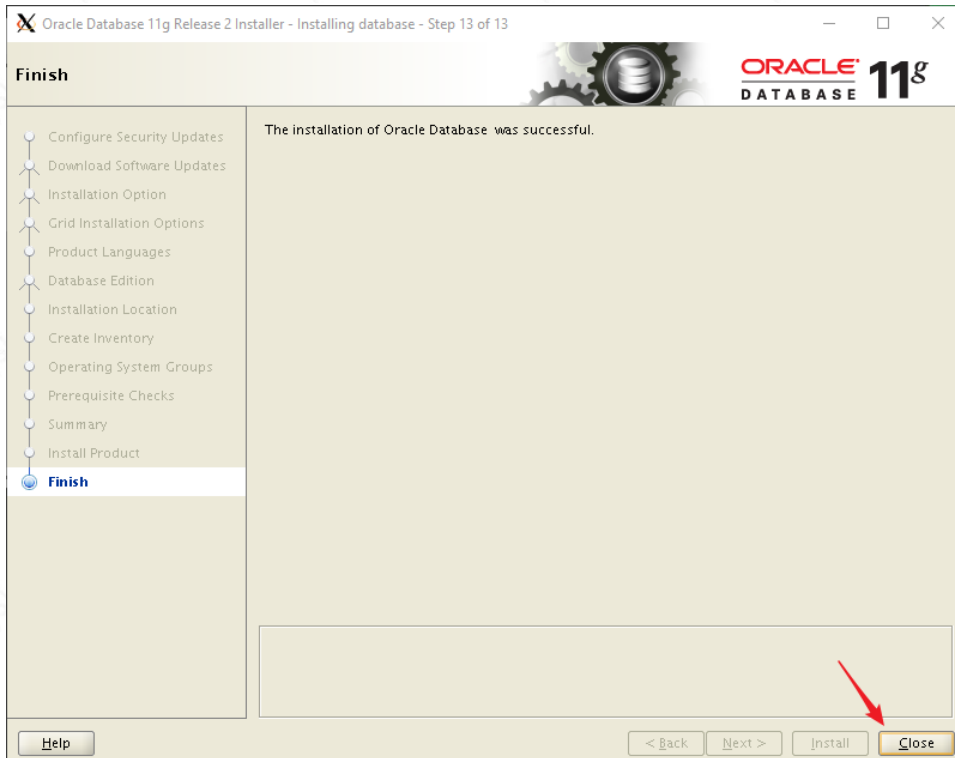 Oracle Database 11g Release 2 Installer - Installing database - Step 13 of 13
Finish
ORACLE
DATABASE
11g
Configure Security Updates
Download Software Updates
Installation Option
Grid Installation Options
Product Languages
Database Edition
Installation Location
Create Inventory
Operating System Groups
Prerequisite Checks
Summary
Install Product
Finish
The installation of Oracle Database was successful.
Help
< Back
Next >
Install
Close